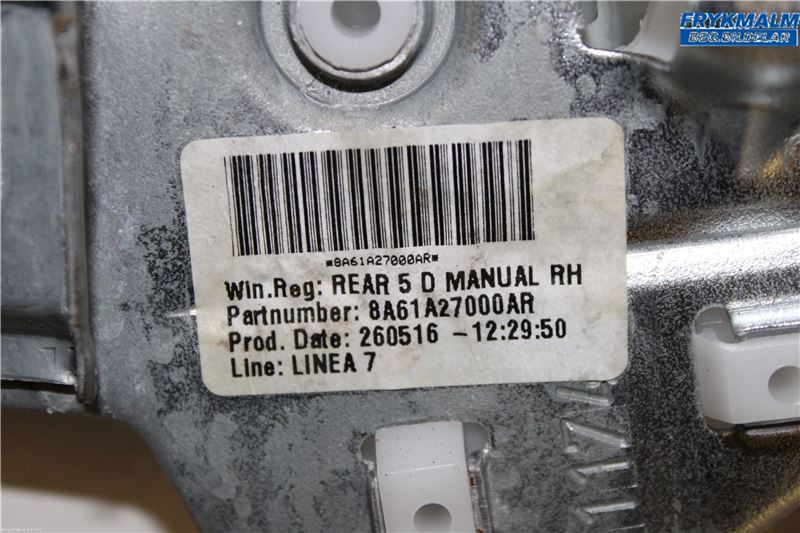 FRYKMALM
BEG.BILDELAR
*8A61A27000AR*
Win.Reg: REAR 5 D MANUAL RH
Partnumber: 8A61A27000AR
Prod. Date: 260516 -12:29:50
Line: LINEA 7